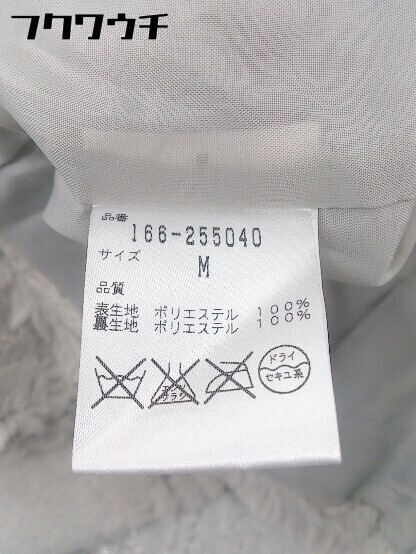 フクワウチ
品番
166-255040
サイズ
M
品質
表生地 ポリエステル 100%
裏生地 ポリエステル 100%
エンソサラシ
ドライ
セキユ系